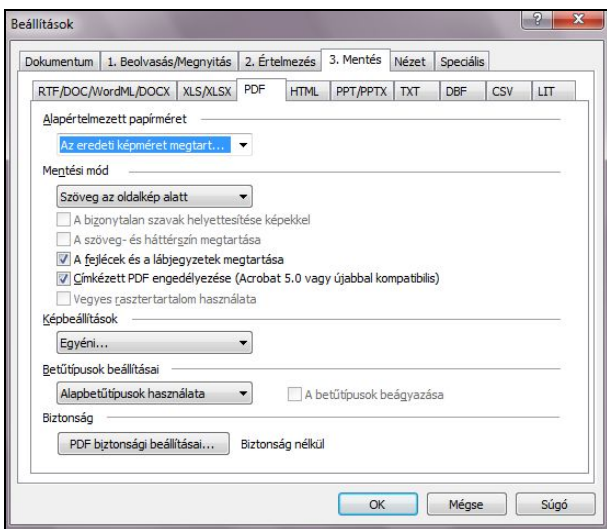 Beállítások
Dokumentum 1. Beolvasás/Megnyitás 2. Értelmezés 3. Mentés Nézet Speciális
RTF/DOC/WordML/DOCX XLS/XLSX PDF HTML PPT/PPTX TXT DBF CSV LIT
Alapértelmezett papírméret
Az eredeti képméret megtart...
Mentési mód
Szöveg az oldalkép alatt
A bizonytalan szavak helyettesítése képekkel
A szöveg- és háttérszín megtartása
A fejlécek és a lábjegyzetek megtartása
Címkézett PDF engedélyezése (Acrobat 5.0 vagy újabbal kompatibilis)
Vegyes rasztertartalom használata
Képbeállítások
Egyéni...
Betűtípusok beállításai
Alapbetűtípusok használata A betűtípusok beágyazása
Biztonság
PDF biztonsági beállításai... Biztonság nélkül
OK Mégse Súgó